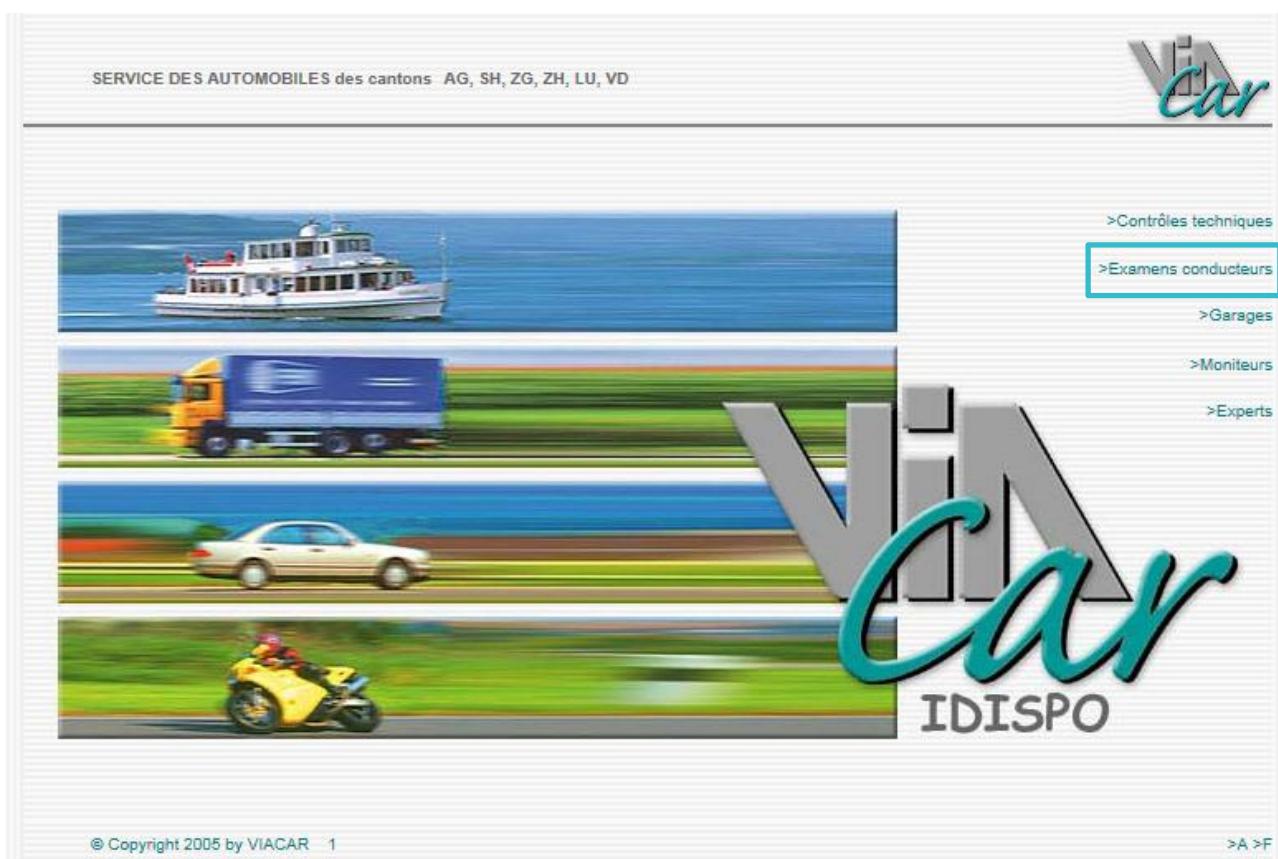 SERVICE DES AUTOMOBILES des cantons AG, SH, ZG, ZH, LU, VD
ViA Car
>Contrôles techniques
>Examens conducteurs
>Garages
>Moniteurs
>Experts
ViA Car
IDISPO
© Copyright 2005 by VIACAR 1
>A >F